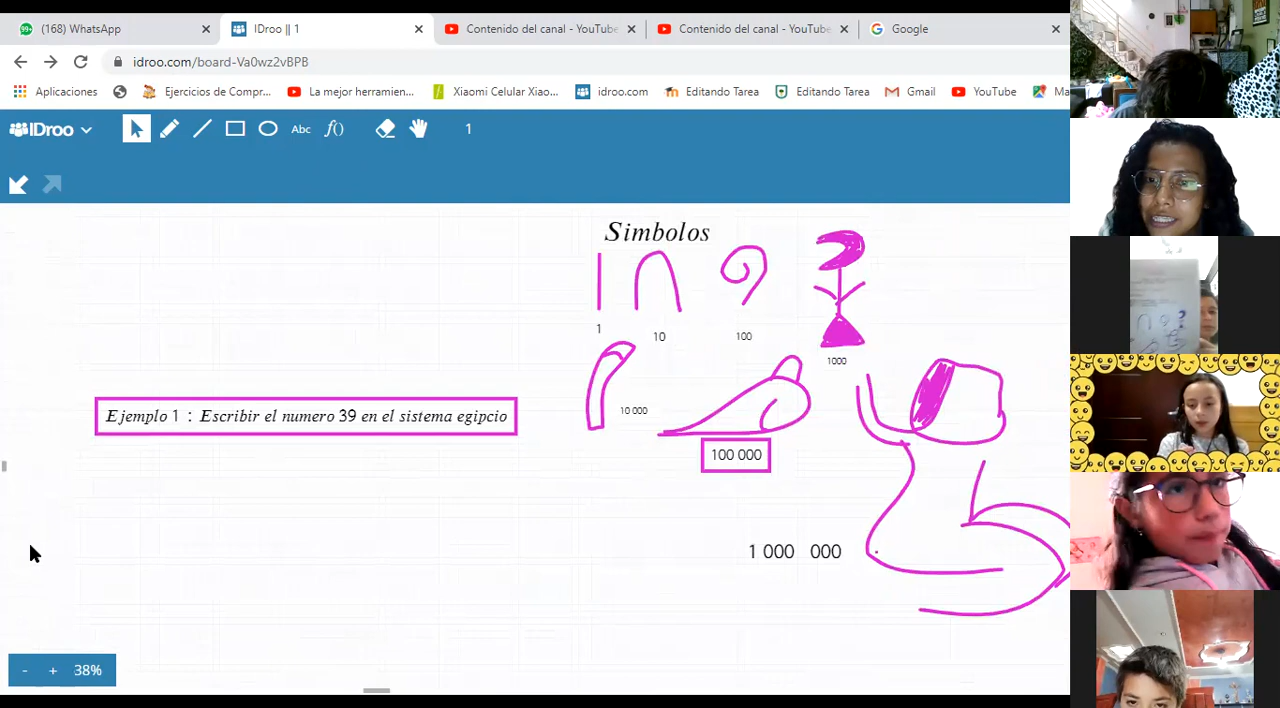 (168) WhatsApp
IDroo || 1
Contenido del canal - YouTube
Contenido del canal - YouTube
Google
idroo.com/board-Va0wz2vBPB
Aplicaciones
Ejercicios de Compr...
La mejor herramien...
Xiaomi Celular Xiao...
idroo.com
Editando Tarea
Editando Tarea
Gmail
YouTube
Ma
IDroo
Abc
f()
1
Simbolos
1
10
100
1000
10 000
100 000
Ejemplo 1 : Escribir el numero 39 en el sistema egipcio
1 000 000
- + 38%